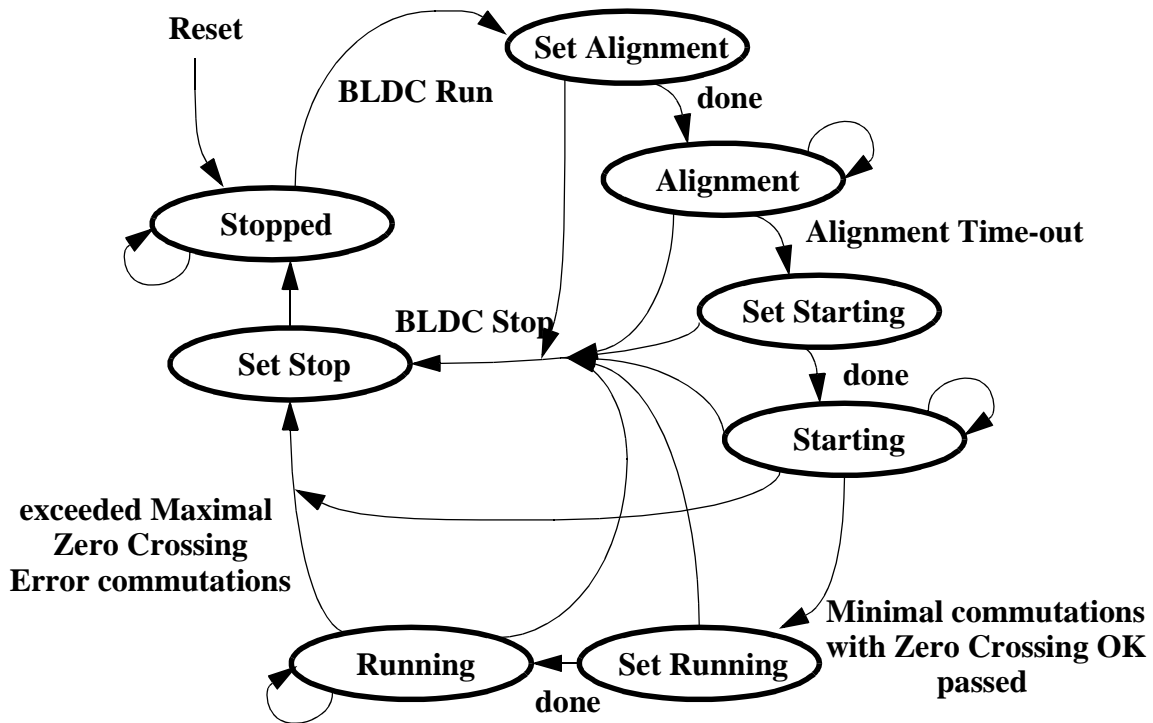 Reset
Set Alignment
BLDC Run
done
Alignment
Stopped
Alignment Time-out
Set Starting
BLDC Stop
Set Stop
done
Starting
exceeded Maximal
Zero Crossing
Error commutations
Minimal commutations
with Zero Crossing OK
passed
Running
Set Running
done